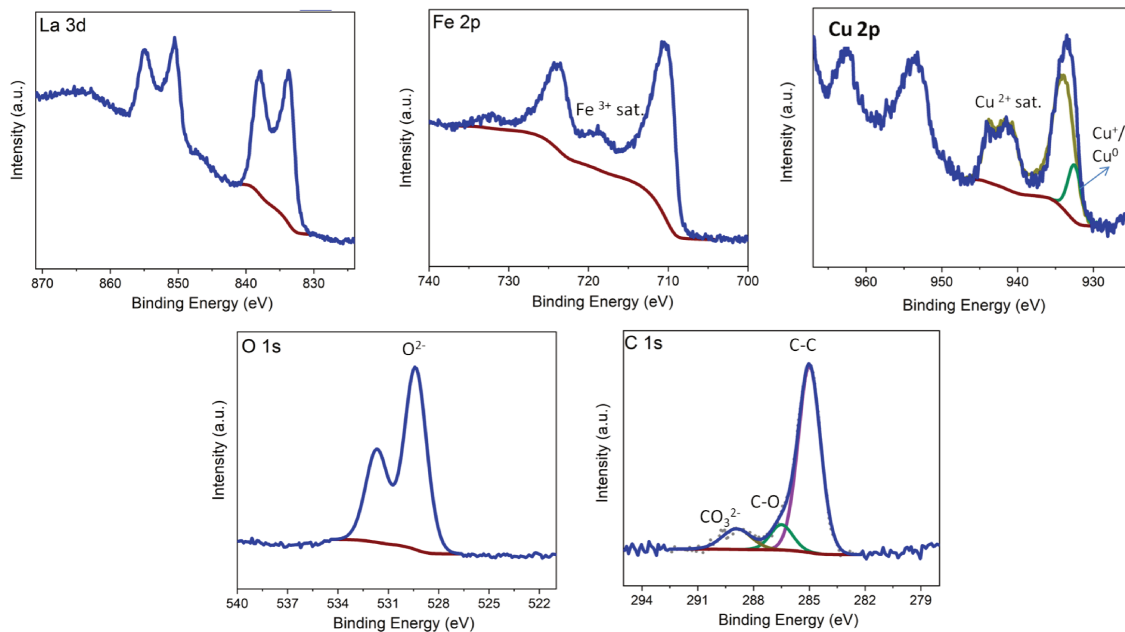 La 3d
Intensity (a.u.)
870 860 850 840 830
Binding Energy (eV)
Fe 2p
Fe 3+ sat.
Intensity (a.u.)
740 730 720 710 700
Binding Energy (eV)
Cu 2p
Cu 2+ sat.
Cu+/
Cu0
Intensity (a.u.)
960 950 940 930
Binding Energy (eV)
O 1s
O2-
Intensity (a.u.)
540 537 534 531 528 525 522
Binding Energy (eV)
C 1s
C-C
C-O
CO32-
Intensity (a.u.)
294 291 288 285 282 279
Binding Energy (eV)